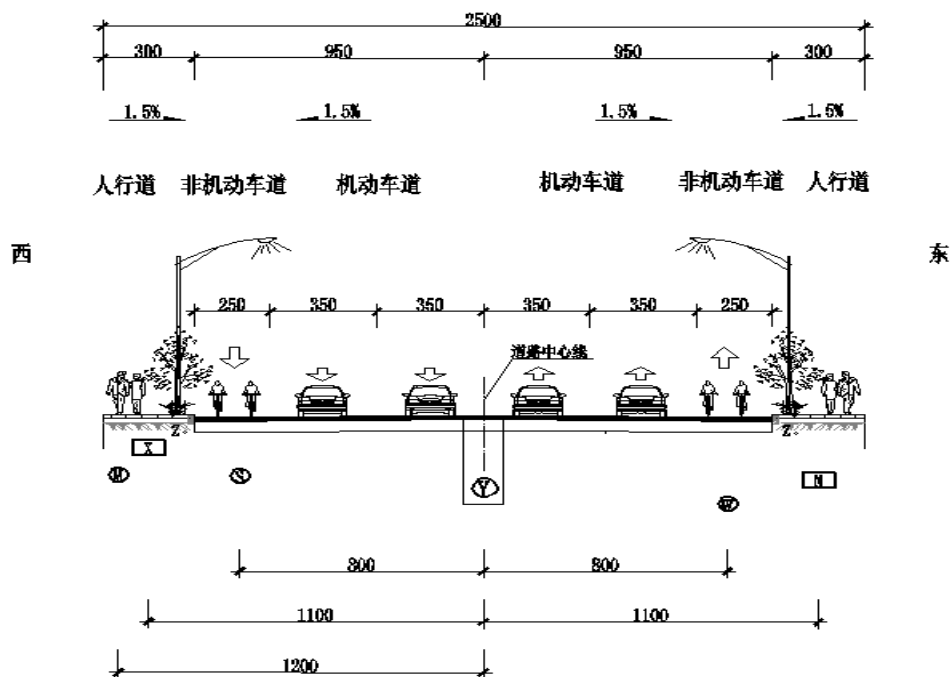 2500
300 950 950 300
1.5% 1.5% 1.5% 1.5%
人行道 非机动车道 机动车道 机动车道 非机动车道 人行道
西 东
250 350 350 350 350 250
道路中心线
Z Z
X
M S Y W N
800 800
1100 1100
1200